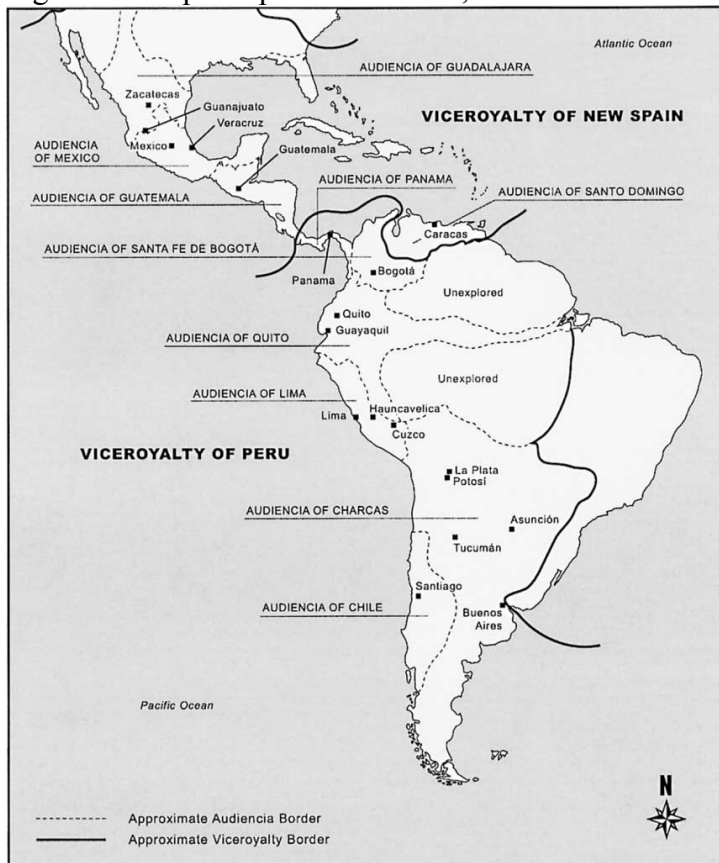 Atlantic Ocean
AUDIENCIA OF GUADALAJARA
Zacatecas
Guanajuato
VICEROYALTY OF NEW SPAIN
Veracruz
AUDIENCIA
OF MEXICO
Mexico
Guatemala
AUDIENCIA OF PANAMA
AUDIENCIA OF SANTO DOMINGO
AUDIENCIA OF GUATEMALA
Caracas
AUDIENCIA OF SANTA FE DE BOGOTÁ
Bogotá
Panama
Unexplored
Quito
Guayaquil
AUDIENCIA OF QUITO
Unexplored
AUDIENCIA OF LIMA
Lima
Hauncavelica
Cuzco
VICEROYALTY OF PERU
La Plata
Potosí
AUDIENCIA OF CHARCAS
Asunción
Tucumán
Santiago
AUDIENCIA OF CHILE
Buenos
Aires
Pacific Ocean
N
Approximate Audiencia Border
Approximate Viceroyalty Border